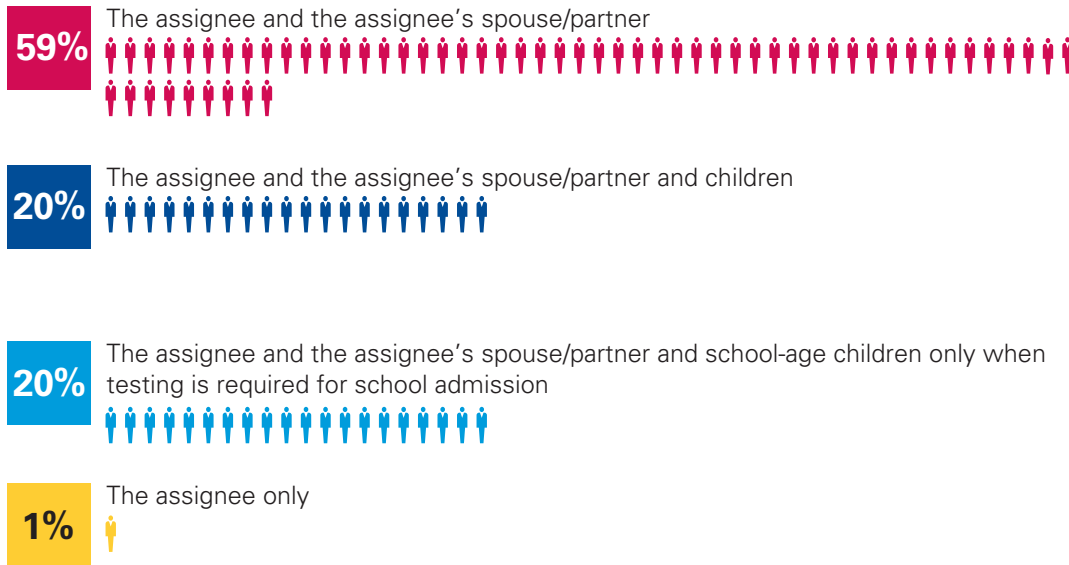 59%
The assignee and the assignee’s spouse/partner
20%
The assignee and the assignee’s spouse/partner and children
20%
The assignee and the assignee’s spouse/partner and school-age children only when
testing is required for school admission
1%
The assignee only